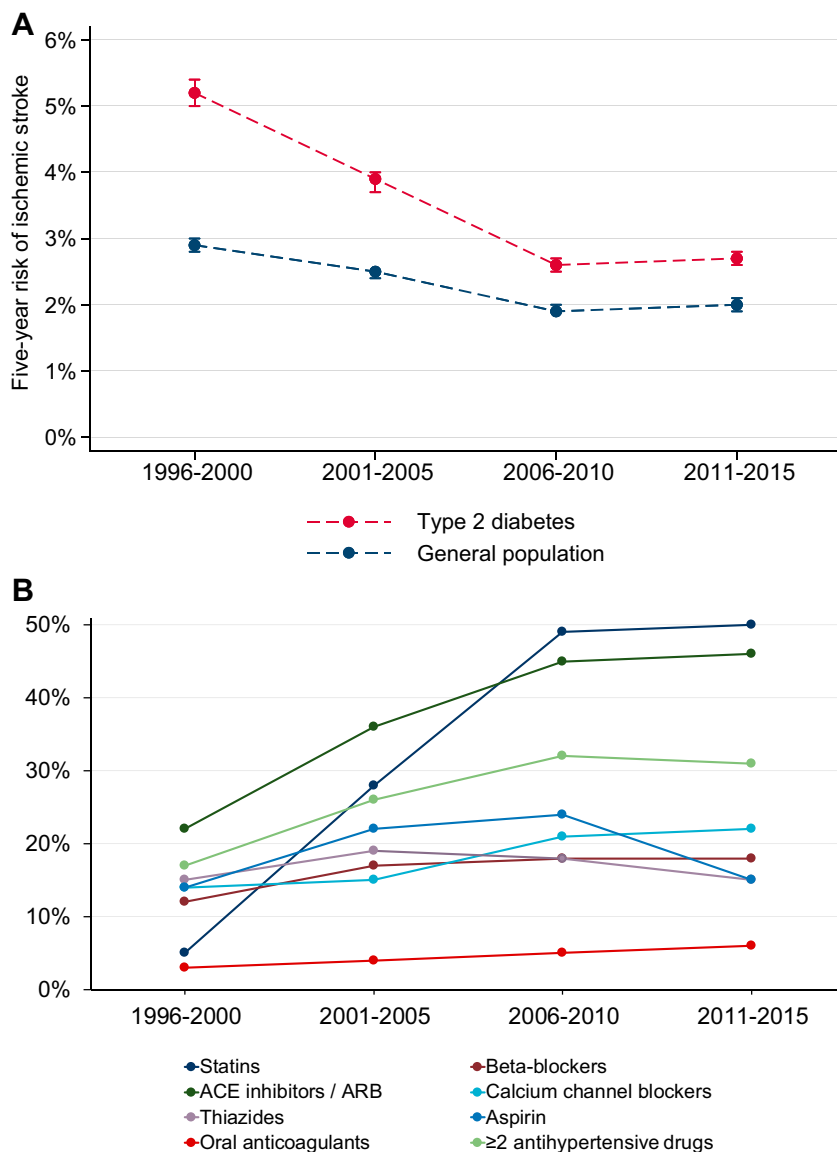 A
Five-year risk of ischemic stroke
6%
5%
4%
3%
2%
1%
0%
1996-2000 2001-2005 2006-2010 2011-2015
Type 2 diabetes
General population
B
50%
40%
30%
20%
10%
0%
1996-2000 2001-2005 2006-2010 2011-2015
Statins Beta-blockers
ACE inhibitors / ARB Calcium channel blockers
Thiazides Aspirin
Oral anticoagulants ≥2 antihypertensive drugs